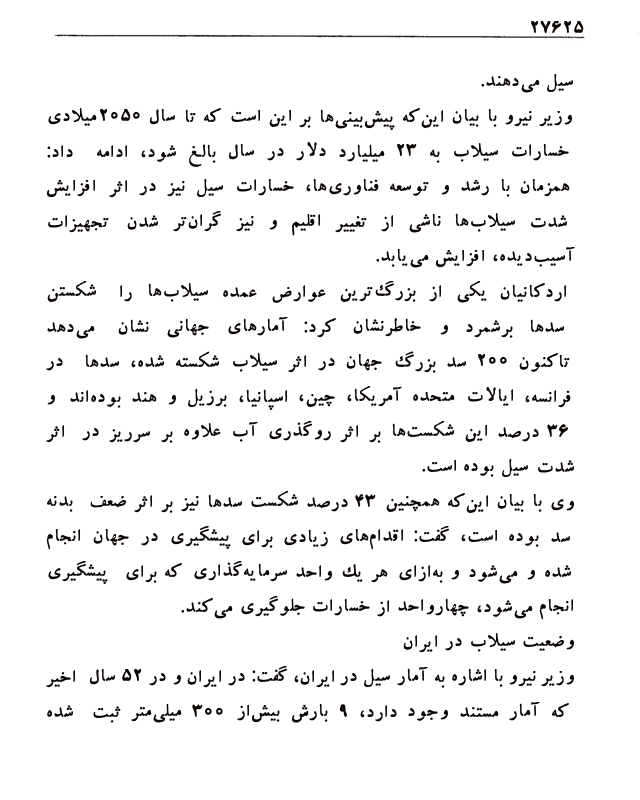 ۲۷۶۲۵
سیل می‌دهند.
وزیر نیرو با بیان این‌که پیش‌بینی‌ها بر این است که تا سال ۲۰۵۰میلادی
خسارات سیلاب به ۲۳ میلیارد دلار در سال بالغ شود، ادامه داد:
همزمان با رشد و توسعه فناوری‌ها، خسارات سیل نیز در اثر افزایش
شدت سیلاب‌ها ناشی از تغییر اقلیم و نیز گران‌تر شدن تجهیزات
آسیب‌دیده، افزایش می‌یابد.
اردکانیان یکی از بزرگ‌ترین عوارض عمده سیلاب‌ها را شکستن
سدها برشمرد و خاطرنشان کرد: آمارهای جهانی نشان می‌دهد
تاکنون ۲۰۰ سد بزرگ جهان در اثر سیلاب شکسته شده، سدها در
فرانسه، ایالات متحده آمریکا، چین، اسپانیا، برزیل و هند بوده‌اند و
۳۶ درصد این شکست‌ها بر اثر روگذری آب علاوه بر سرریز در اثر
شدت سیل بوده است.
وی با بیان این‌که همچنین ۴۳ درصد شکست سدها نیز بر اثر ضعف بدنه
سد بوده است، گفت: اقدام‌های زیادی برای پیشگیری در جهان انجام
شده و می‌شود و به‌ازای هر یك واحد سرمایه‌گذاری که برای پیشگیری
انجام می‌شود، چهارواحد از خسارات جلوگیری می‌کند.
وضعیت سیلاب در ایران
وزیر نیرو با اشاره به آمار سیل در ایران، گفت: در ایران و در ۵۲ سال اخیر
که آمار مستند وجود دارد، ۹ بارش بیش‌از ۳۰۰ میلی‌متر ثبت شده